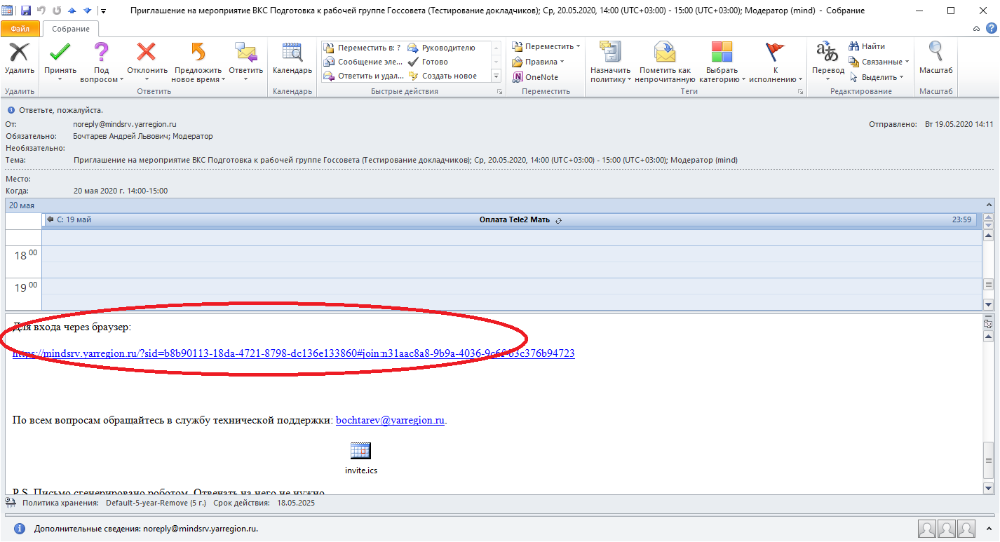 Приглашение на мероприятие ВКС Подготовка к рабочей группе Госсовета (Тестирование докладчиков); Ср, 20.05.2020, 14:00 (UTC+03:00) - 15:00 (UTC+03:00); Модератор (mind) - Собрание
Файл Собрание
Удалить Принять Под вопросом Отклонить Предложить новое время Ответить Календарь
Переместить в: ? Руководителю
Сообщение эле... Готово
Ответить и удал... Создать новое
Переместить
Правила
OneNote
Назначить политику Пометить как непрочитанную Выбрать категорию К исполнению
Перевод
Найти
Связанные
Выделить
Масштаб
Удалить Ответить Календарь Быстрые действия Переместить Теги Редактирование Масштаб
Ответьте, пожалуйста.
От: noreply@mindsrv.yarregion.ru Отправлено: Вт 19.05.2020 14:11
Обязательно: Бочтарев Андрей Львович; Модератор
Необязательно:
Тема: Приглашение на мероприятие ВКС Подготовка к рабочей группе Госсовета (Тестирование докладчиков); Ср, 20.05.2020, 14:00 (UTC+03:00) - 15:00 (UTC+03:00); Модератор (mind)
Место:
Когда: 20 мая 2020 г. 14:00-15:00
20 мая
С: 19 май Оплата Tele2 Мать 23:59
18 00
19 00
Для входа через браузер:
https://mindsrv.yarregion.ru/?sid=b8b90113-18da-4721-8798-dc136e133860#join:n31aac8a8-9b9a-4036-9c6f-b3c376b94723
По всем вопросам обращайтесь в службу технической поддержки: bochtarev@yarregion.ru.
invite.ics
P.S. Письмо сгенерировано роботом. Отвечать на него не нужно
Политика хранения: Default-5-year-Remove (5 г.) Срок действия: 18.05.2025
Дополнительные сведения: noreply@mindsrv.yarregion.ru.